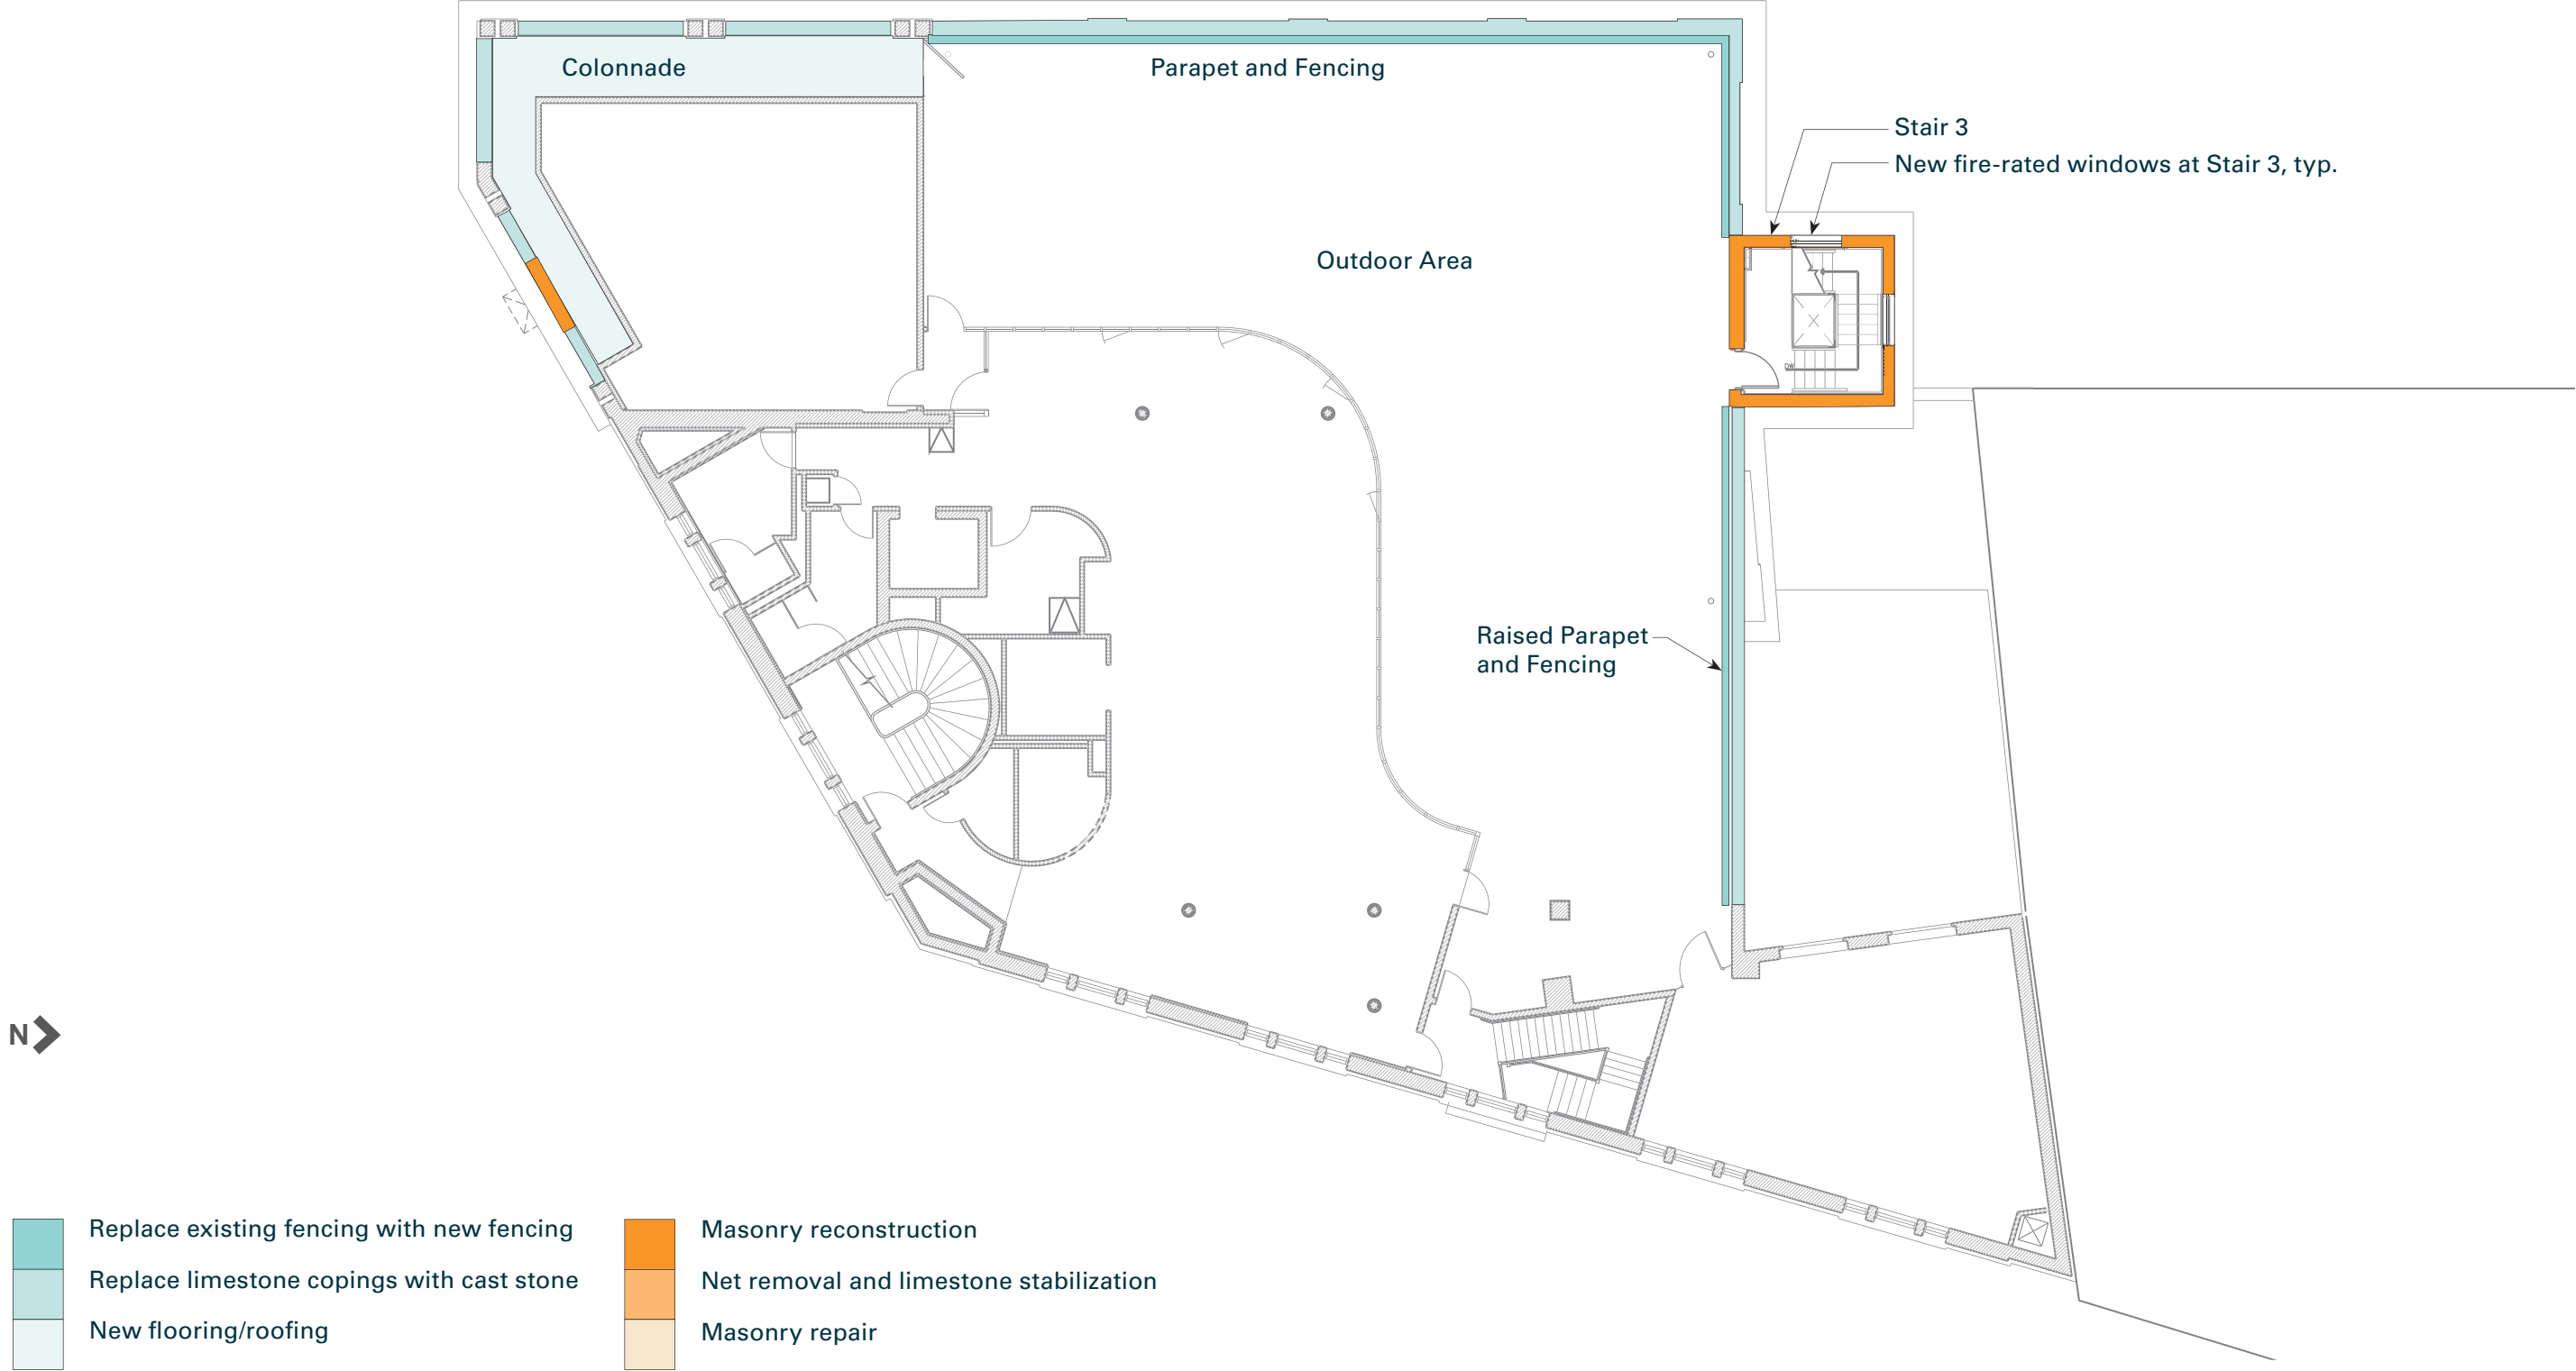 Colonnade
Parapet and Fencing
Stair 3
New fire-rated windows at Stair 3, typ.
Outdoor Area
Raised Parapet
and Fencing
N
Replace existing fencing with new fencing
Replace limestone copings with cast stone
New flooring/roofing
Masonry reconstruction
Net removal and limestone stabilization
Masonry repair